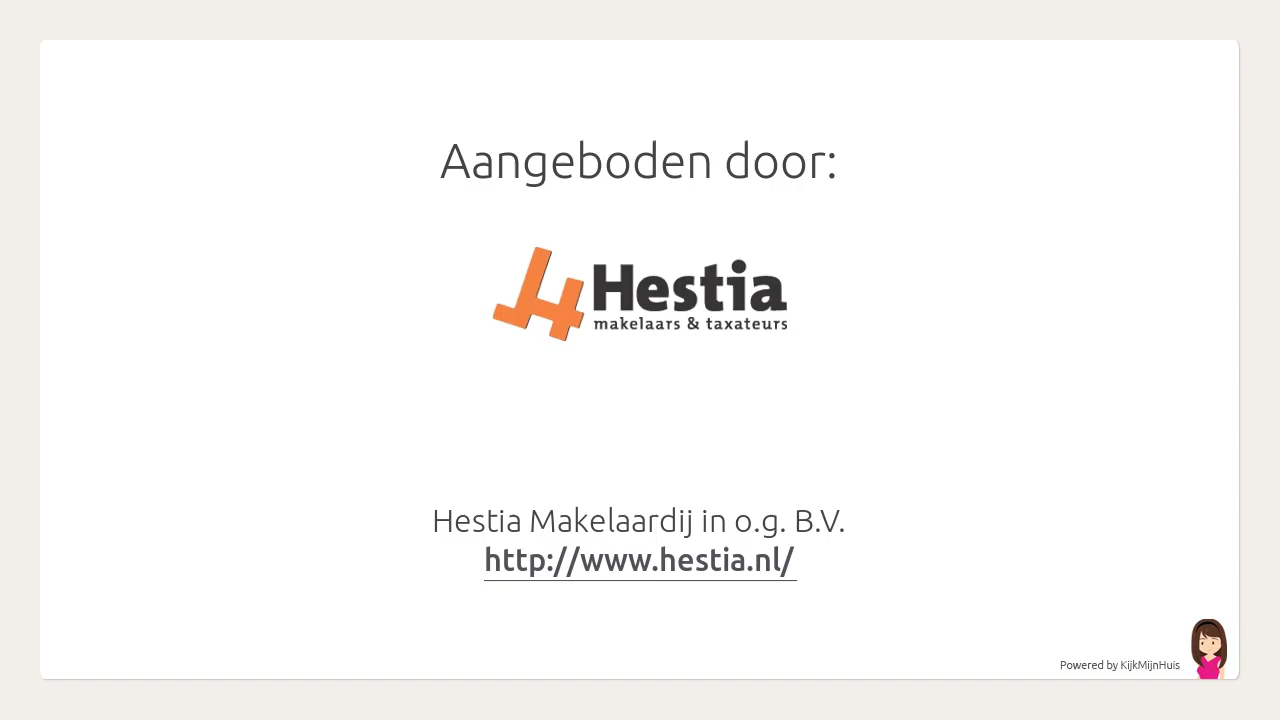 Aangeboden door:
Hestia
makelaars & taxateurs
Hestia Makelaardij in o.g. B.V.
http://www.hestia.nl/
Powered by KijkMijnHuis